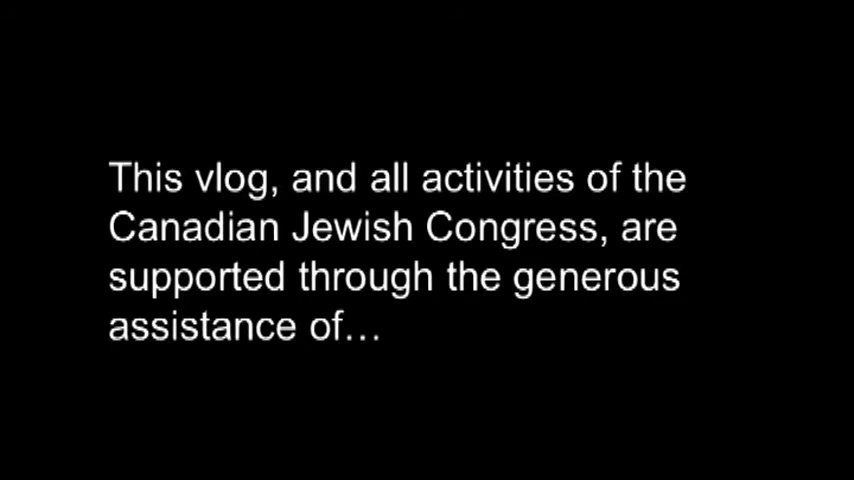 This vlog, and all activities of the
Canadian Jewish Congress, are
supported through the generous
assistance of…